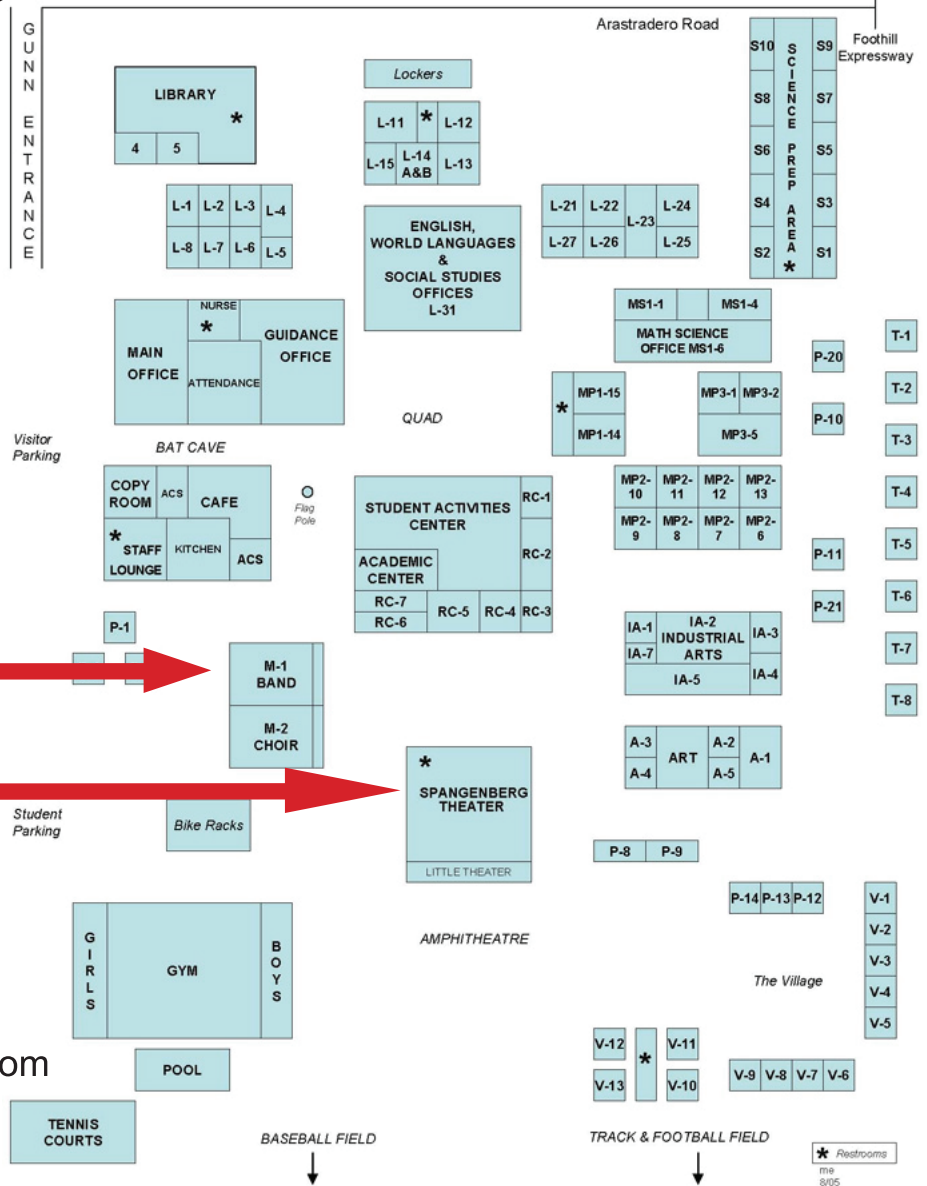 Arastradero Road
GUNN ENTRANCE
Foothill
Expressway
S10
S9
SCIENCE PREP AREA
*
S8
S7
S6
S5
S4
S3
S2
S1
LIBRARY
*
4
5
Lockers
L-11
*
L-12
L-15
L-14
A&B
L-13
L-1
L-2
L-3
L-4
L-8
L-7
L-6
L-5
ENGLISH,
WORLD LANGUAGES
&
SOCIAL STUDIES
OFFICES
L-31
L-21
L-22
L-23
L-24
L-27
L-26
L-25
MAIN
OFFICE
NURSE
*
ATTENDANCE
GUIDANCE
OFFICE
MS1-1
MS1-4
MATH SCIENCE
OFFICE MS1-6
P-20
P-10
T-1
T-2
T-3
T-4
T-5
T-6
T-7
T-8
*
MP1-15
MP1-14
MP3-1
MP3-2
MP3-5
QUAD
Visitor
Parking
BAT CAVE
COPY
ROOM
ACS
CAFE
*
STAFF
LOUNGE
KITCHEN
ACS
Flag
Pole
STUDENT ACTIVITIES
CENTER
RC-1
RC-2
ACADEMIC
CENTER
RC-7
RC-6
RC-5
RC-4
RC-3
MP2-
10
MP2-
11
MP2-
12
MP2-
13
MP2-
9
MP2-
8
MP2-
7
MP2-
6
P-11
P-21
P-1
M-1
BAND
M-2
CHOIR
IA-1
IA-7
IA-2
INDUSTRIAL
ARTS
IA-3
IA-5
IA-4
A-3
A-4
ART
A-2
A-5
A-1
*
SPANGENBERG
THEATER
LITTLE THEATER
Student
Parking
Bike Racks
P-8
P-9
P-14
P-13
P-12
V-1
V-2
V-3
V-4
V-5
AMPHITHEATRE
The Village
GIRLS
GYM
BOYS
om
POOL
TENNIS
COURTS
V-12
V-13
*
V-11
V-10
V-9
V-8
V-7
V-6
BASEBALL FIELD
TRACK & FOOTBALL FIELD
* Restrooms
me
8/05